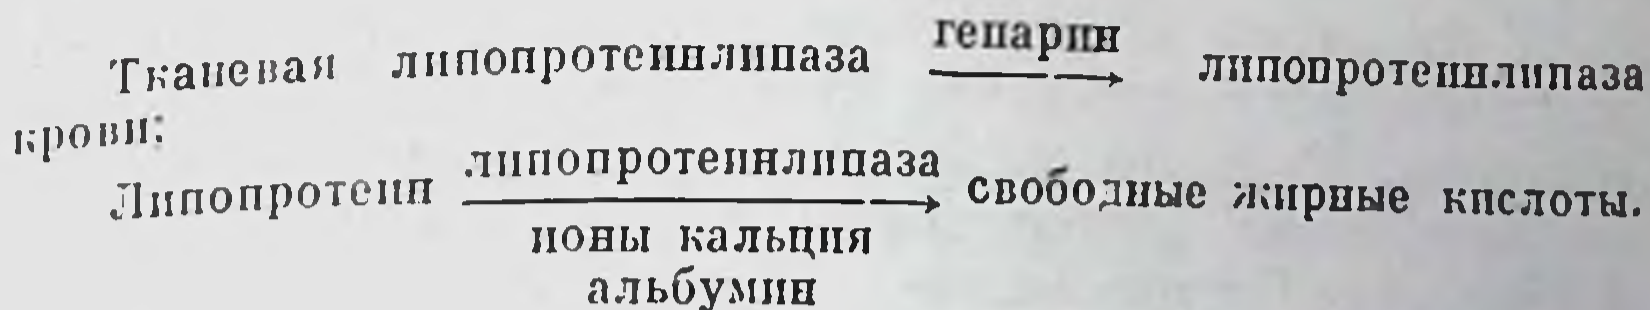 гепарин
Тканевая липопротеинлипаза → липопротеинлипаза
крови:
липопротеинлипаза
Липопротеин → свободные жирные кислоты.
ионы кальция
альбумин